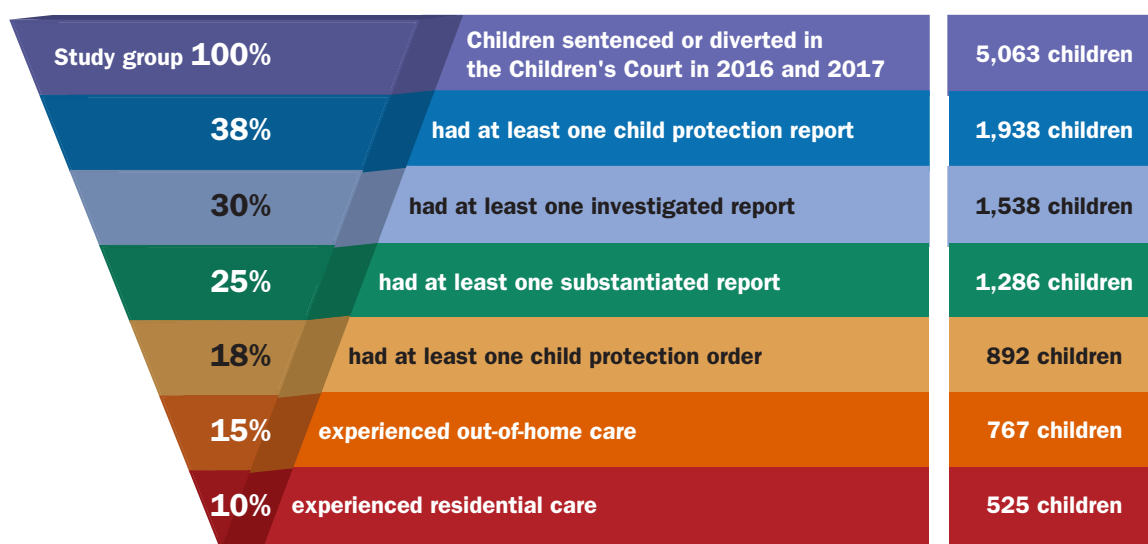 Study group 100%
Children sentenced or diverted in
the Children's Court in 2016 and 2017
5,063 children
38%
had at least one child protection report
1,938 children
30%
had at least one investigated report
1,538 children
25%
had at least one substantiated report
1,286 children
18%
had at least one child protection order
892 children
15%
experienced out-of-home care
767 children
10%
experienced residential care
525 children